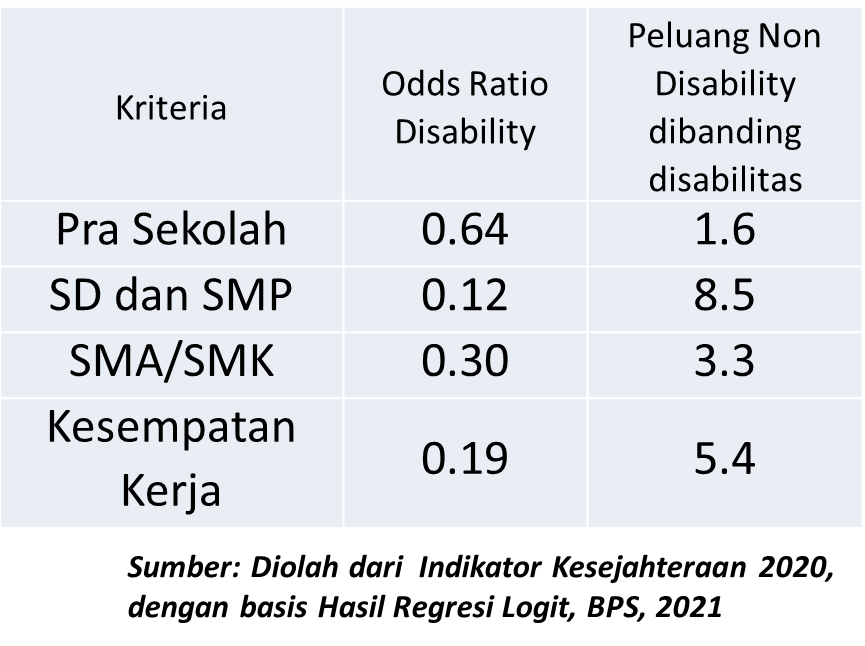 Kriteria
Odds Ratio
Disability
Peluang Non
Disability
dibanding
disabilitas
Pra Sekolah 0.64 1.6
SD dan SMP 0.12 8.5
SMA/SMK 0.30 3.3
Kesempatan
Kerja
0.19 5.4
Sumber: Diolah dari Indikator Kesejahteraan 2020,
dengan basis Hasil Regresi Logit, BPS, 2021